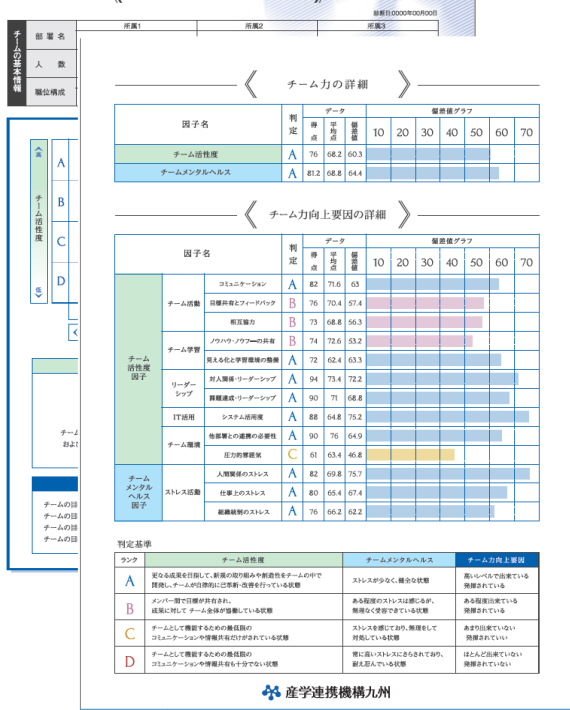 診断日:0000年00月00日
所属1 所属2 所属3
チームの基本情報
部署名
人 数
職位構成
高
チーム活性度
低
A
B
C
D
チームの
チームの
チームの
チームの
チーム力の詳細
因子名 判定 データ 偏差値グラフ
得点 平均点 偏差値 10 20 30 40 50 60 70
チーム活性度 A 76 68.2 60.3
チームメンタルヘルス A 81.2 68.8 64.4
チーム力向上要因の詳細
因子名 判定 データ 偏差値グラフ
得点 平均点 偏差値 10 20 30 40 50 60 70
チーム活性度因子
チーム活動
コミュニケーション A 82 71.6 63
目標共有とフィードバック B 76 70.4 57.4
相互協力 B 73 68.8 56.3
チーム学習
ノウハウ・ノウフーの共有 B 74 72.6 53.2
見える化と学習環境の整備 A 72 62.4 63.3
リーダーシップ
対人関係・リーダーシップ A 94 73.4 72.2
課題達成・リーダーシップ A 90 71 68.8
IT活用 システム活用度 A 88 64.8 75.2
チーム環境
他部署との連携の必要性 A 90 76 64.9
圧力的雰囲気 C 61 63.4 46.8
チームメンタルヘルス因子
ストレス活動
人間関係のストレス A 82 69.8 75.7
仕事上のストレス A 80 65.4 67.4
組織統制のストレス A 76 66.2 62.2
判定基準
ランク チーム活性度 チームメンタルヘルス チーム力向上要因
A 更なる成果を目指して、新規の取り組みや創造性をチームの中で
開発し、チームが自律的に己革新・改善を行っている状態
ストレスが少なく、健全な状態
高いレベルで出来ている
発揮されている
B メンバー間で目標が共有され、
成果に対して チーム全体が協働している状態
ある程度のストレスは感じるが、
無理なく受容できている状態
ある程度出来ている
発揮されている
C チームとして機能するための最低限の
コミュニケーションや情報共有だけがされている状態
ストレスを感じており、無理をして
対処している状態
あまり出来ていない
発揮されていい
D チームとして機能するための最低限の
コミュニケーションや情報共有も十分でない状態
常に高いストレスにさらされており、
耐え忍んでいる状態
ほとんど出来ていない
発揮されていない
産学連携機構九州